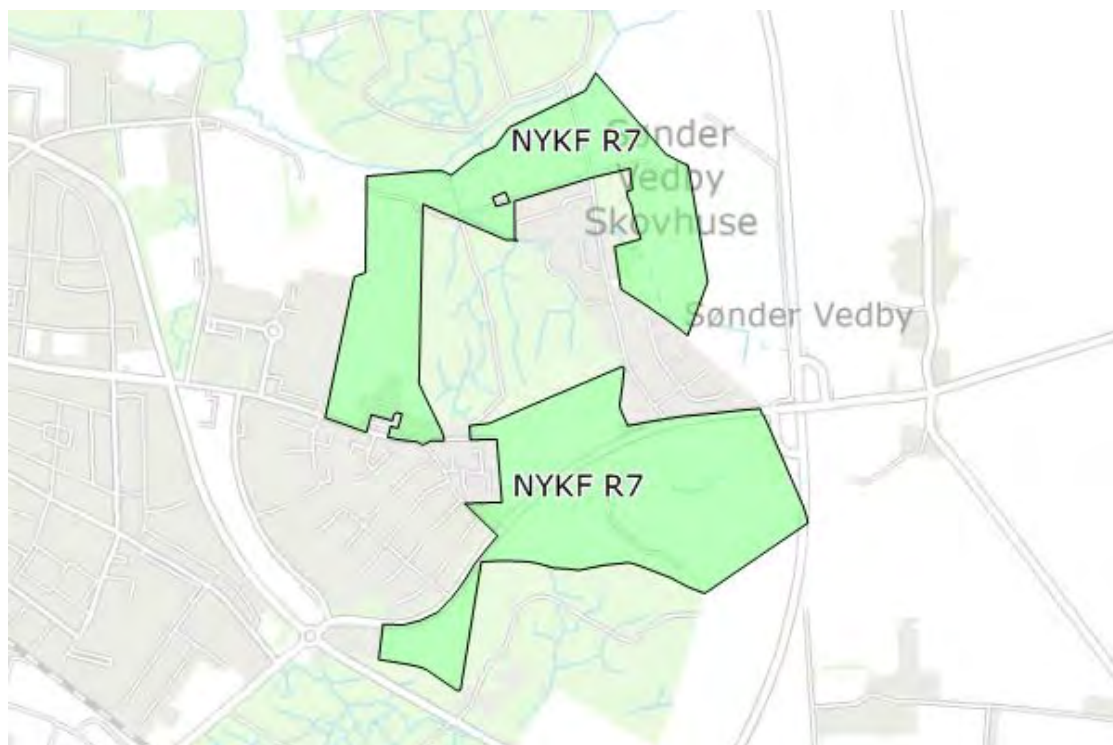 NYKF R7
Sønder
Vedby
Skovhuse
Sønder Vedby
NYKF R7